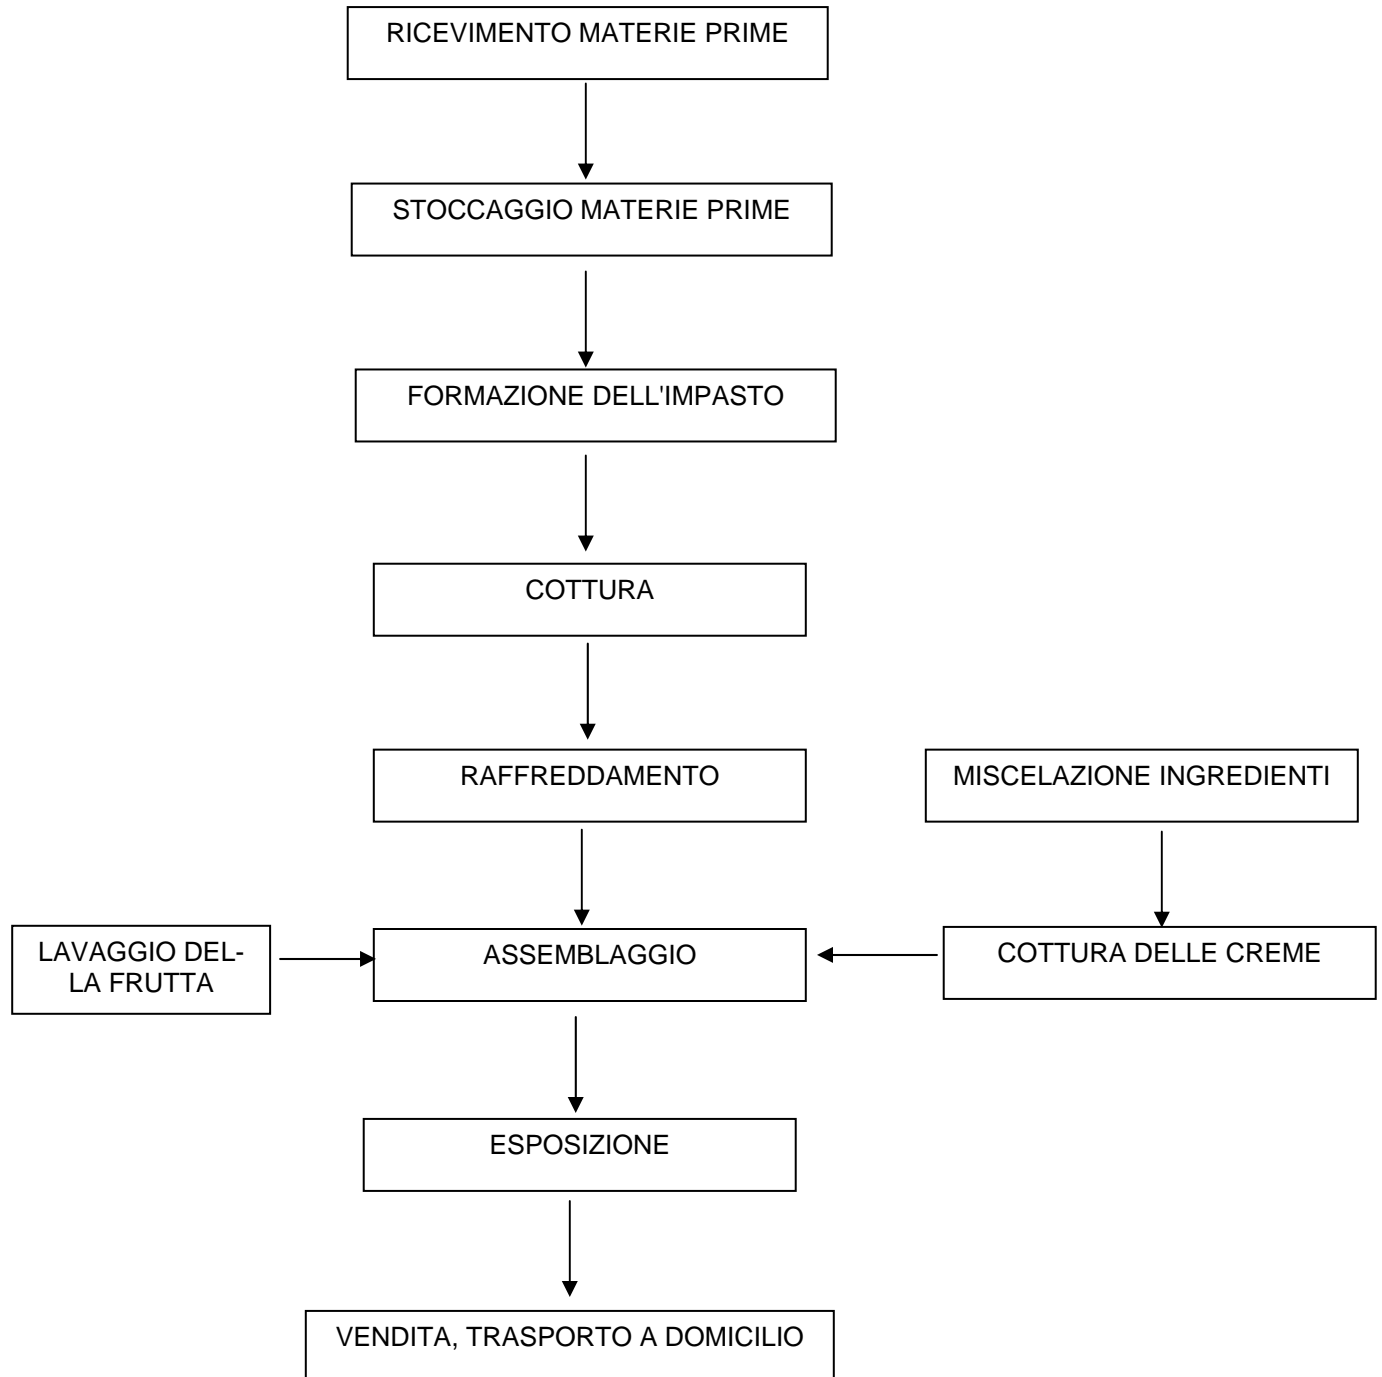 RICEVIMENTO MATERIE PRIME
STOCCAGGIO MATERIE PRIME
FORMAZIONE DELL'IMPASTO
COTTURA
RAFFREDDAMENTO
MISCELAZIONE INGREDIENTI
LAVAGGIO DEL-
LA FRUTTA
ASSEMBLAGGIO
COTTURA DELLE CREME
ESPOSIZIONE
VENDITA, TRASPORTO A DOMICILIO